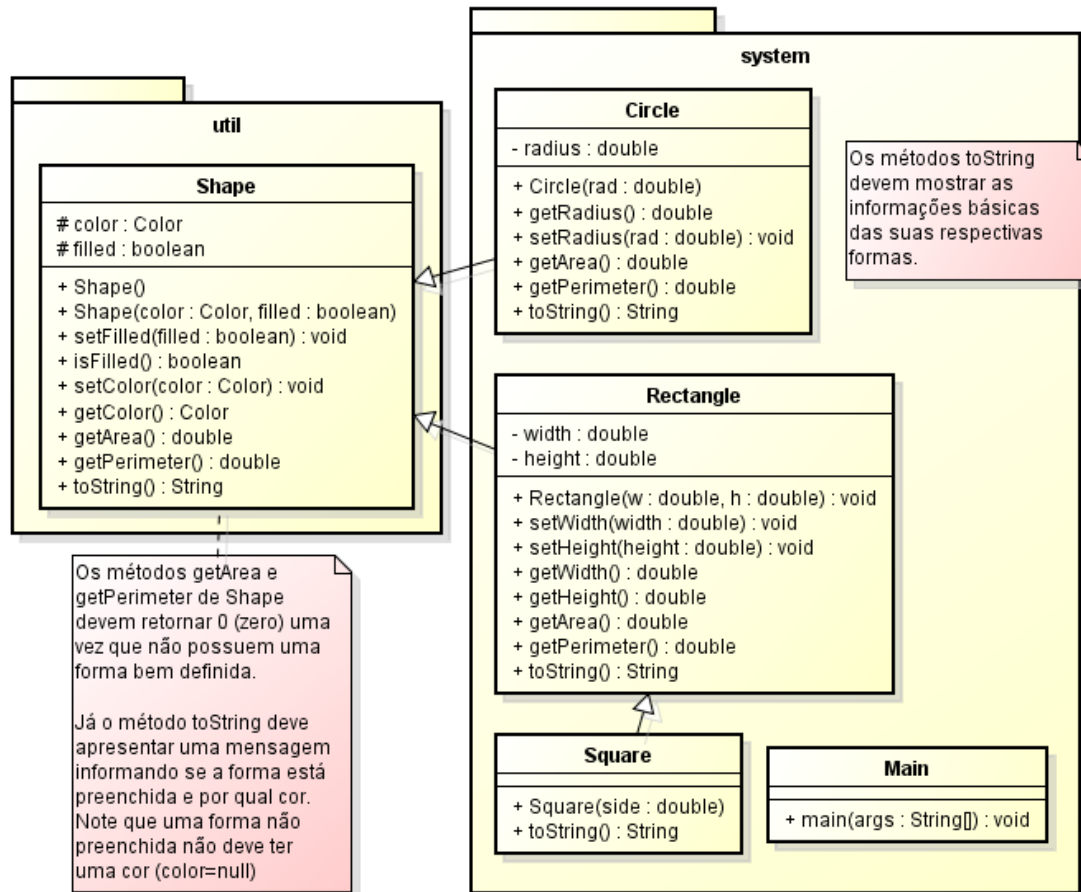 util
Shape
# color : Color
# filled : boolean
+ Shape()
+ Shape(color : Color, filled : boolean)
+ setFilled(filled : boolean) : void
+ isFilled() : boolean
+ setColor(color : Color) : void
+ getColor() : Color
+ getArea() : double
+ getPerimeter() : double
+ toString() : String
Os métodos getArea e
getPerimeter de Shape
devem retornar 0 (zero) uma
vez que não possuem uma
forma bem definida.
Já o método toString deve
apresentar uma mensagem
informando se a forma está
preenchida e por qual cor.
Note que uma forma não
preenchida não deve ter
uma cor (color=null)
system
Circle
- radius : double
+ Circle(rad : double)
+ getRadius() : double
+ setRadius(rad : double) : void
+ getArea() : double
+ getPerimeter() : double
+ toString() : String
Os métodos toString
devem mostrar as
informações básicas
das suas respectivas
formas.
Rectangle
- width : double
- height : double
+ Rectangle(w : double, h : double) : void
+ setWidth(width : double) : void
+ setHeight(height : double) : void
+ getWidth() : double
+ getHeight() : double
+ getArea() : double
+ getPerimeter() : double
+ toString() : String
Square
+ Square(side : double)
+ toString() : String
Main
+ main(args : String[]) : void